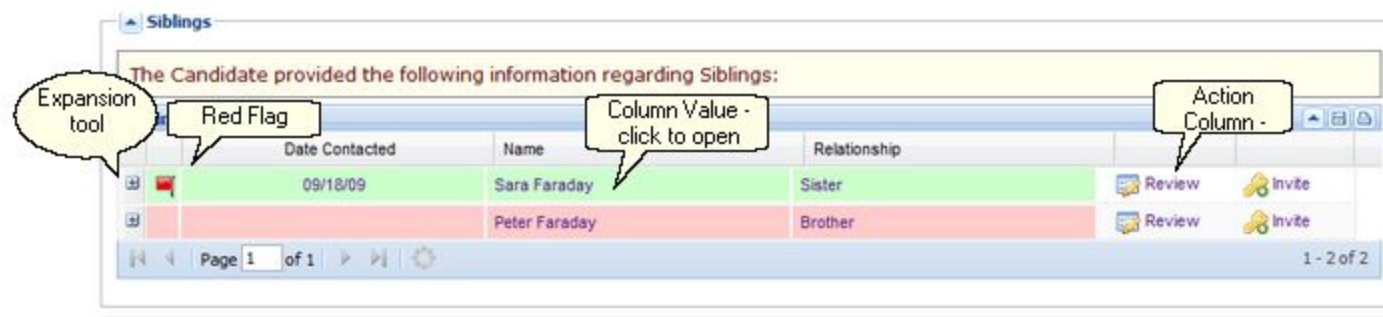 Siblings
The Candidate provided the following information regarding Siblings:
Expansion
tool
Red Flag
Column Value -
click to open
Action
Column -
Date Contacted Name Relationship
09/18/09 Sara Faraday Sister Review Invite
Peter Faraday Brother Review Invite
Page 1 of 1 1 - 2 of 2